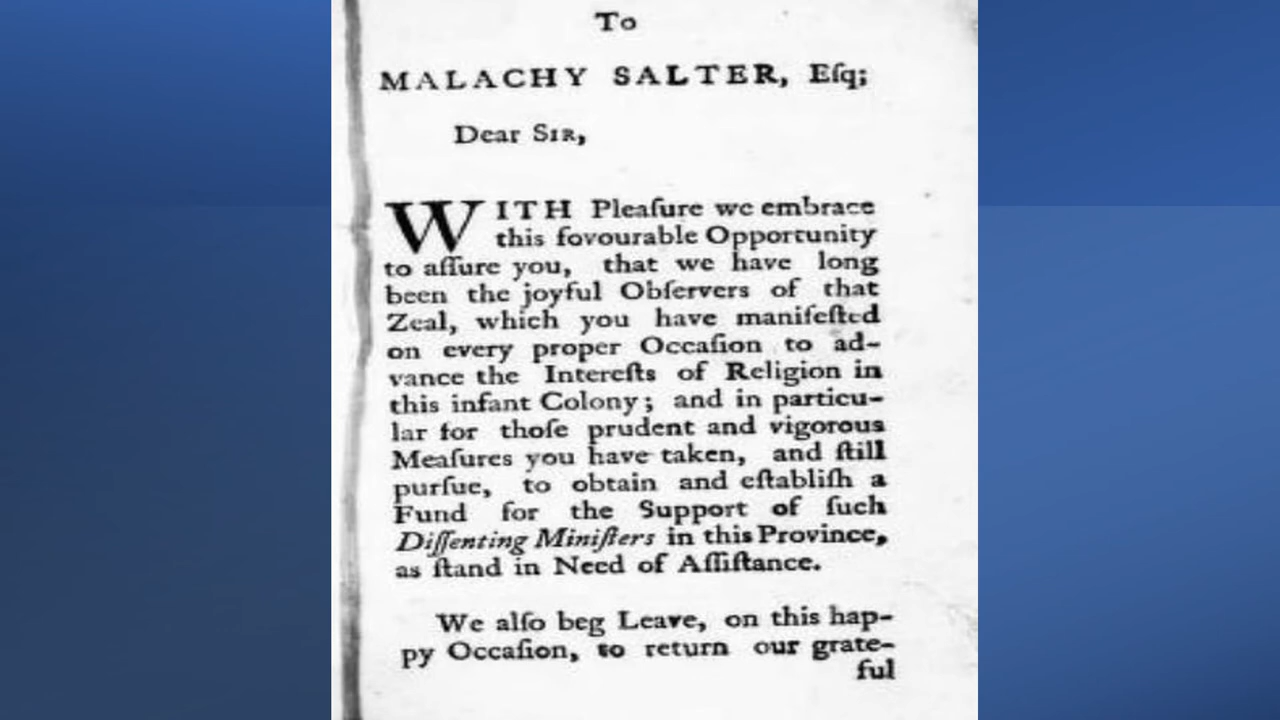 To
MALACHY SALTER, Eſq;
Dear SIR,
WITH Pleaſure we embrace
this fovourable Opportunity
to aſſure you, that we have long
been the joyful Obſervers of that
Zeal, which you have manifeſted
on every proper Occaſion to ad-
vance the Intereſts of Religion in
this infant Colony; and in particu-
lar for thoſe prudent and vigorous
Meaſures you have taken, and ſtill
purſue, to obtain and eſtabliſh a
Fund for the Support of ſuch
Diſſenting Miniſters in this Province,
as ſtand in Need of Aſſiſtance.
We alſo beg Leave, on this hap-
py Occaſion, to return our grate-
ful